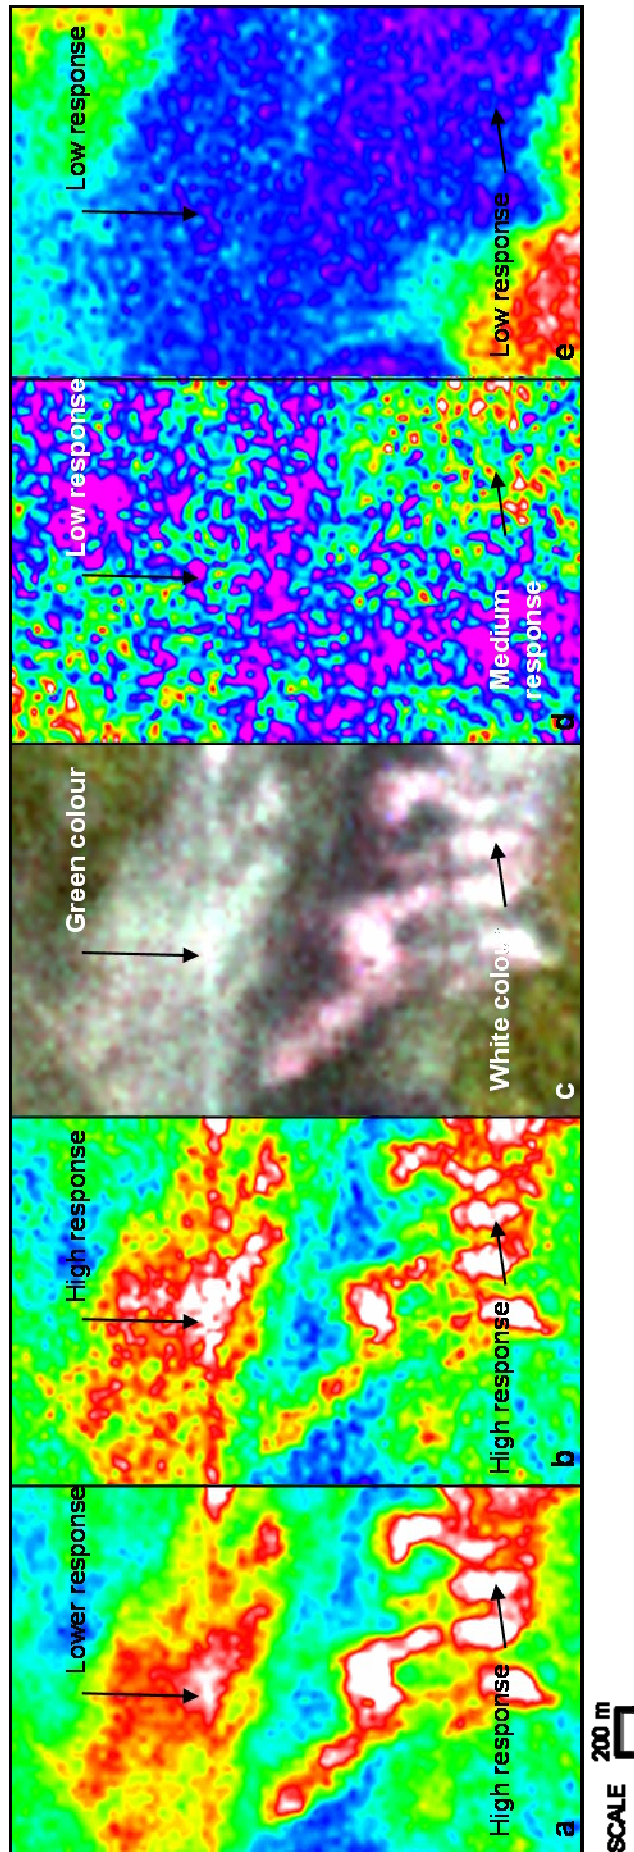 Lower response
High response
a
High response
High response
b
Green colour
White colou
c
Low response
Medium
response
d
Low response
Low response
e
SCALE
200 m